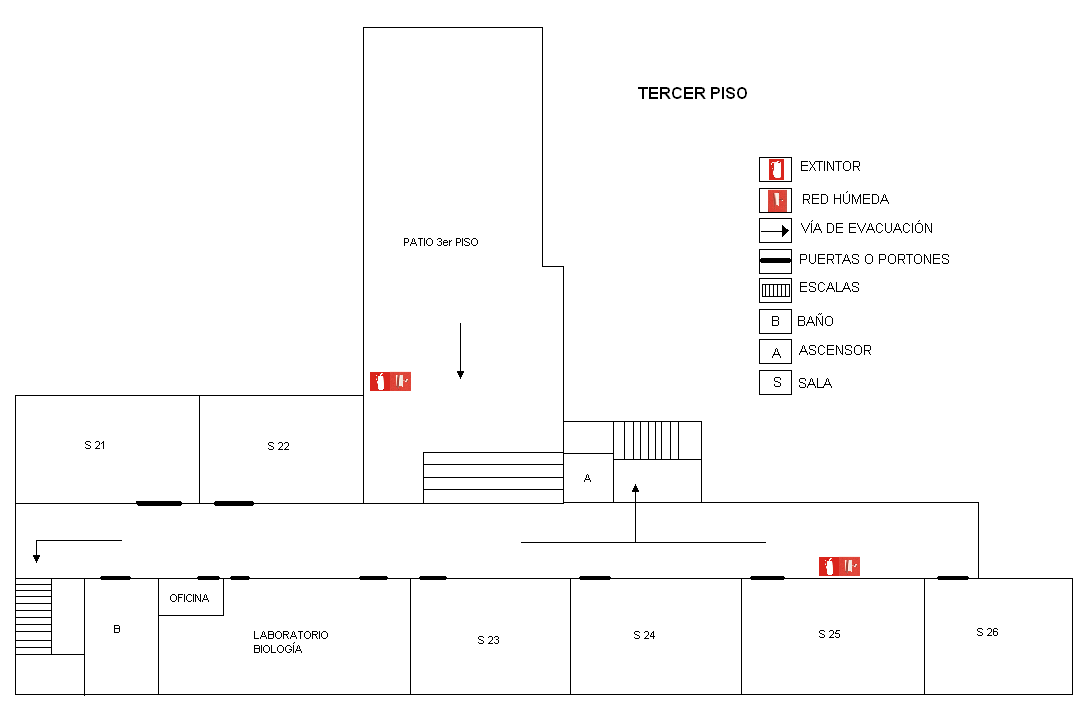 TERCER PISO
EXTINTOR
RED HÚMEDA
VÍA DE EVACUACIÓN
PUERTAS O PORTONES
ESCALAS
B BAÑO
A ASCENSOR
S SALA
PATIO 3er PISO
S 21
S 22
A
OFICINA
B
LABORATORIO
BIOLOGÍA
S 23
S 24
S 25
S 26